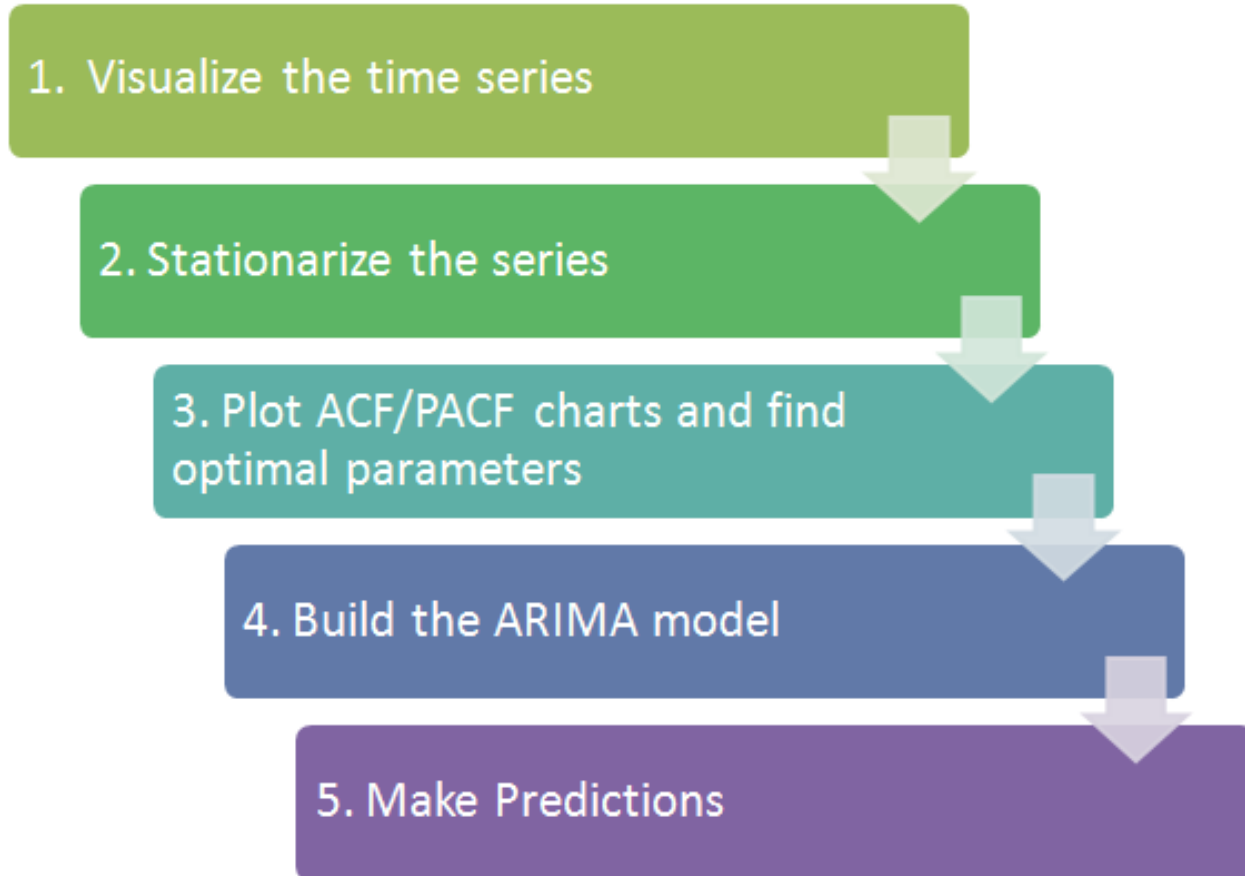 1. Visualize the time series
2. Stationarize the series
3. Plot ACF/PACF charts and find
optimal parameters
4. Build the ARIMA model
5. Make Predictions